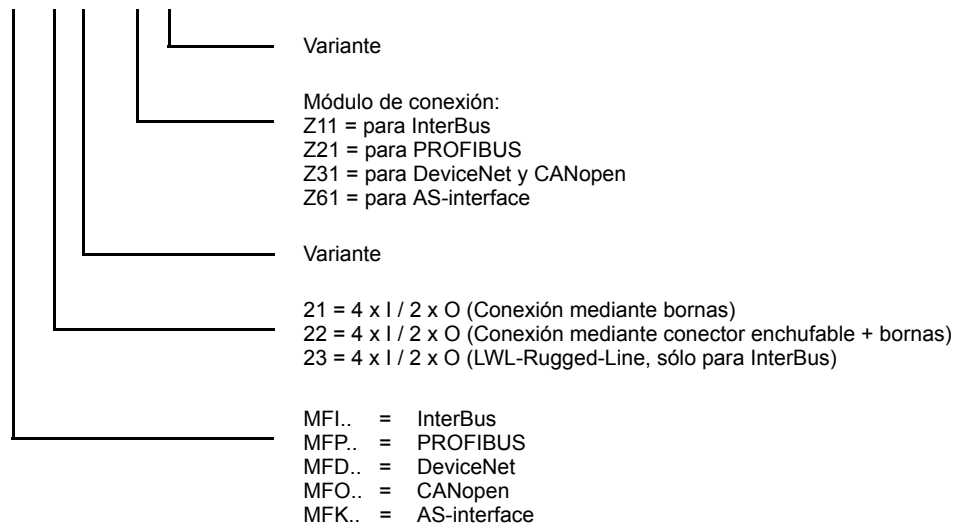 Variante
Módulo de conexión:
Z11 = para InterBus
Z21 = para PROFIBUS
Z31 = para DeviceNet y CANopen
Z61 = para AS-interface
Variante
21 = 4 x I / 2 x O (Conexión mediante bornas)
22 = 4 x I / 2 x O (Conexión mediante conector enchufable + bornas)
23 = 4 x I / 2 x O (LWL-Rugged-Line, sólo para InterBus)
MFI.. = InterBus
MFP.. = PROFIBUS
MFD.. = DeviceNet
MFO.. = CANopen
MFK.. = AS-interface